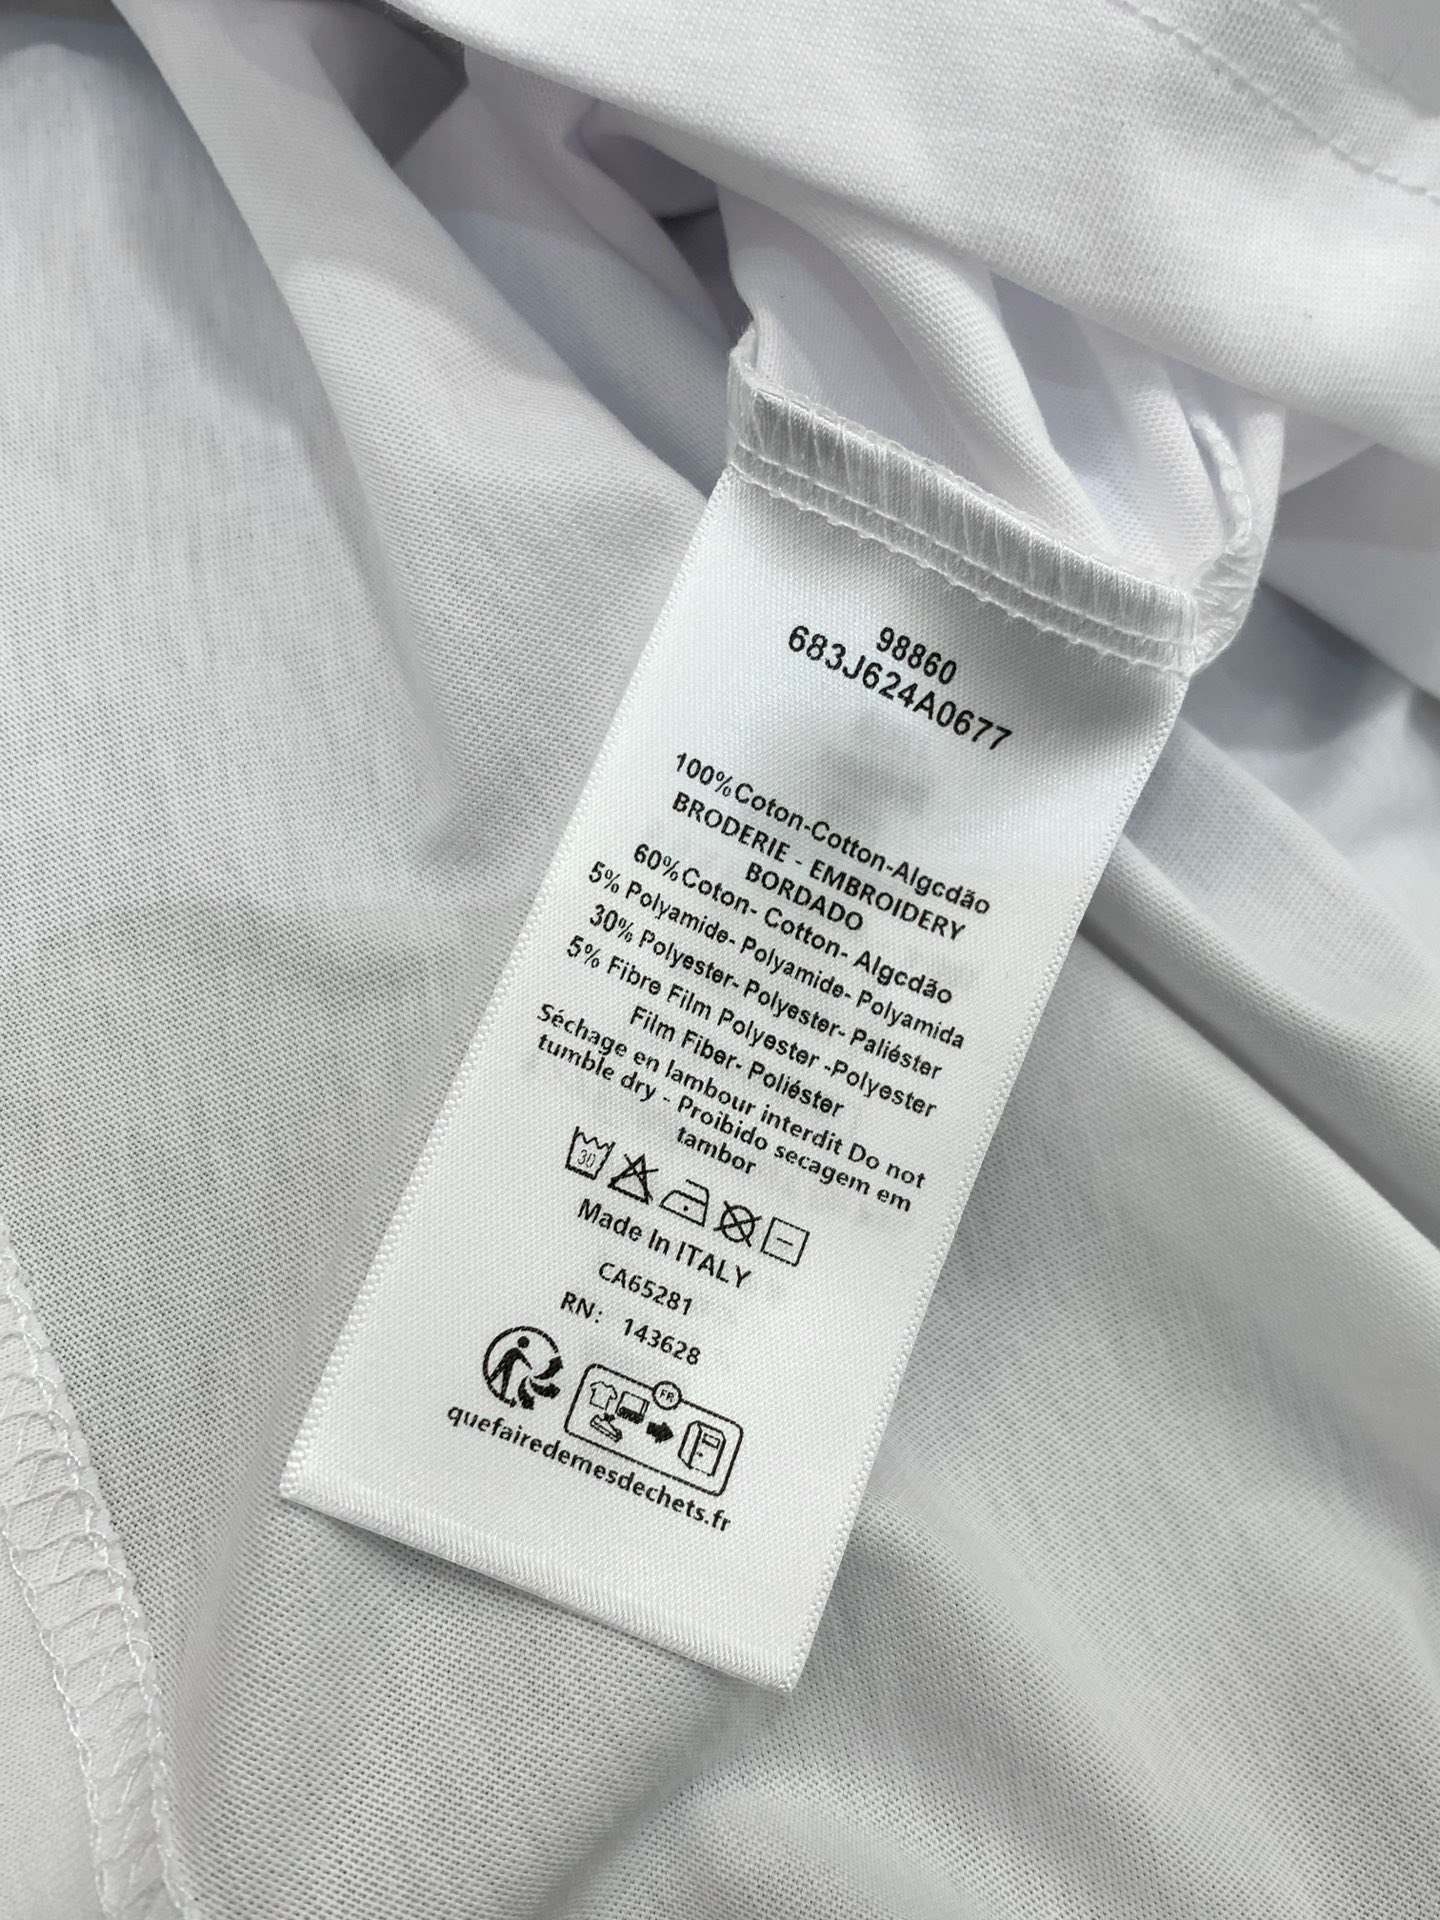 98860
683J624A0677
100%Coton-Cotton-Algcdão
BRODERIE - EMBROIDERY
BORDADO
60%Coton- Cotton- Algcdão
5% Polyamide- Polyamide- Polyamida
30% Polyester- Polyester- Paliéster
5% Fibre Film Polyester -Polyester
Film Fiber- Poliéster
Séchage en lambour interdit Do not
tumble dry - Proibido secagem em
tambor
30
Made In ITALY
CA65281
RN: 143628
FR
quefairedemesdechets.fr